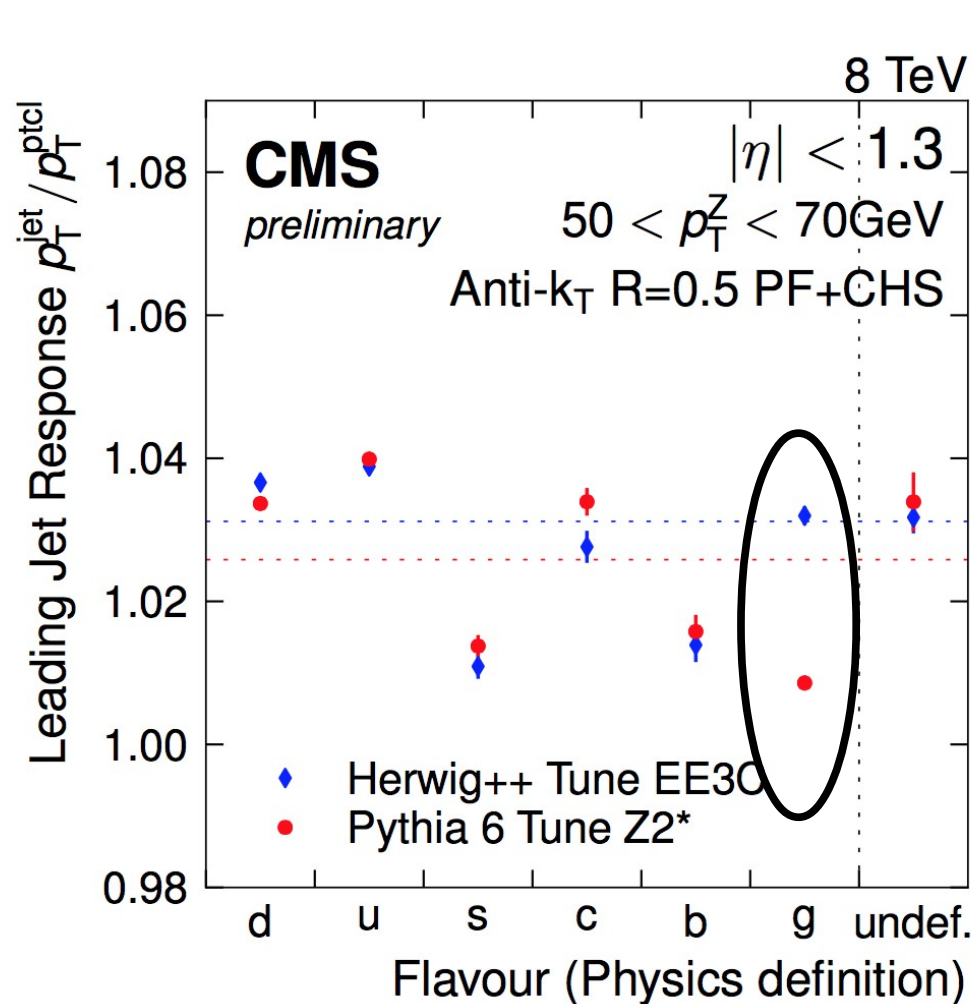 8 TeV
CMS
preliminary
|η| < 1.3
50 < p_T^Z < 70GeV
Anti-k_T R=0.5 PF+CHS
Leading Jet Response p_T^jet / p_T^ptcl
1.08
1.06
1.04
1.02
1.00
0.98
Herwig++ Tune EE3C
Pythia 6 Tune Z2*
d u s c b g undef.
Flavour (Physics definition)